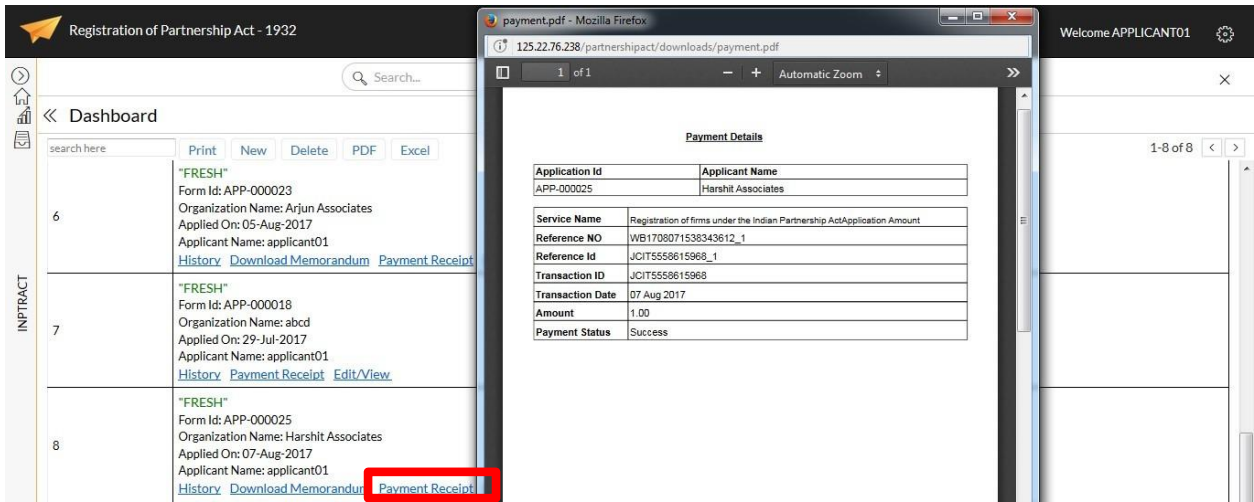 Registration of Partnership Act - 1932
Welcome APPLICANT01
Search...
Dashboard
search here
Print New Delete PDF Excel
1-8 of 8
INPTRACT
6
"FRESH"
Form Id: APP-000023
Organization Name: Arjun Associates
Applied On: 05-Aug-2017
Applicant Name: applicant01
History Download Memorandum Payment Receipt
7
"FRESH"
Form Id: APP-000018
Organization Name: abcd
Applied On: 29-Jul-2017
Applicant Name: applicant01
History Payment Receipt Edit/View
8
"FRESH"
Form Id: APP-000025
Organization Name: Harshit Associates
Applied On: 07-Aug-2017
Applicant Name: applicant01
History Download Memorandum Payment Receipt
payment.pdf - Mozilla Firefox
125.22.76.238/partnershipact/downloads/payment.pdf
1 of 1 Automatic Zoom
Payment Details
Application Id Applicant Name
APP-000025 Harshit Associates
Service Name Registration of firms under the Indian Partnership ActApplication Amount
Reference NO WB1708071538343612_1
Reference Id JCIT5558615968_1
Transaction ID JCIT5558615968
Transaction Date 07 Aug 2017
Amount 1.00
Payment Status Success